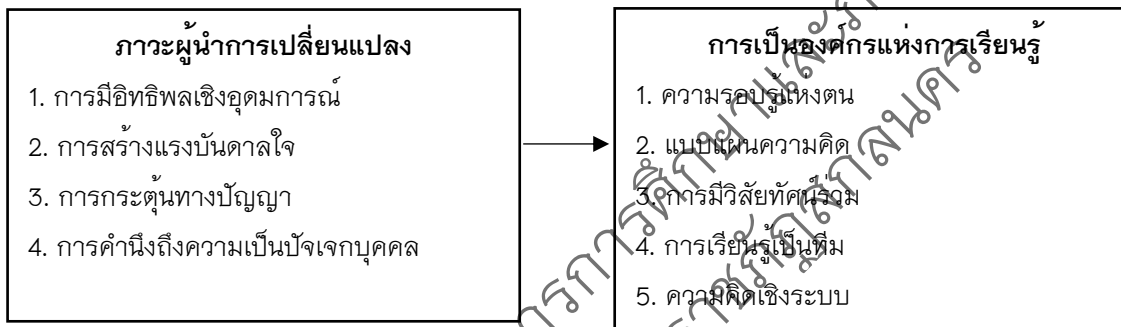 ภาวะผู้นำการเปลี่ยนแปลง
1. การมีอิทธิพลเชิงอุดมการณ์
2. การสร้างแรงบันดาลใจ
3. การกระตุ้นทางปัญญา
4. การคำนึงถึงความเป็นปัจเจกบุคคล
การเป็นองค์กรแห่งการเรียนรู้
1. ความรอบรู้แห่งตน
2. แบบแผนความคิด
3. การมีวิสัยทัศน์ร่วม
4. การเรียนรู้เป็นทีม
5. ความคิดเชิงระบบ